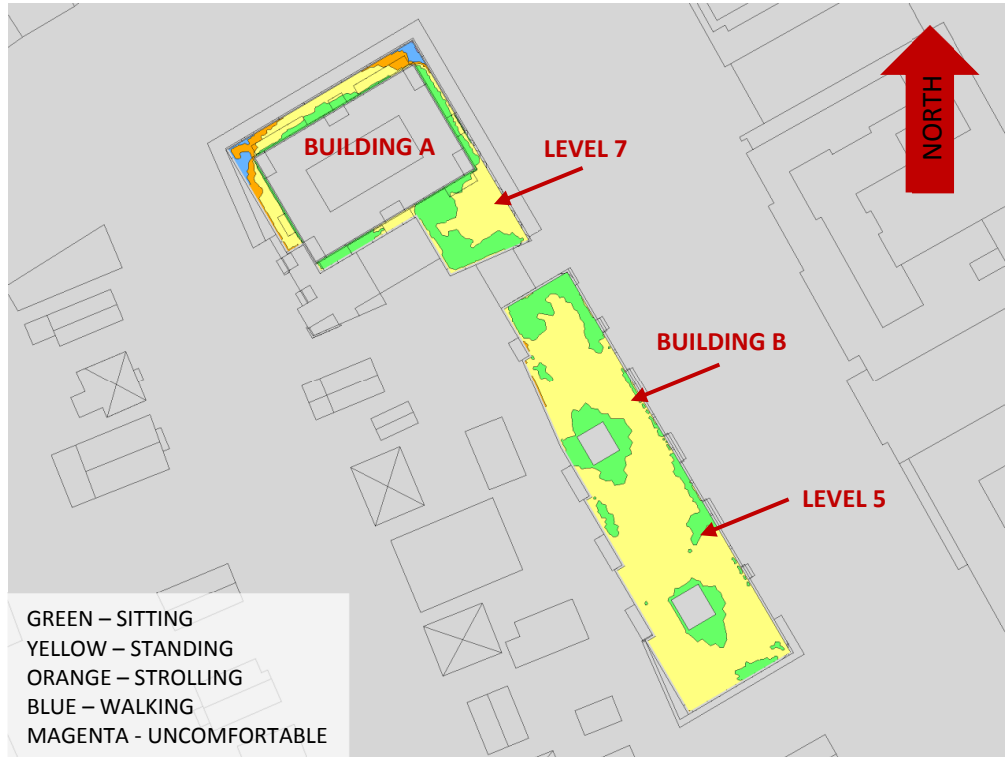 NORTH
BUILDING A
LEVEL 7
BUILDING B
LEVEL 5
GREEN – SITTING
YELLOW – STANDING
ORANGE – STROLLING
BLUE – WALKING
MAGENTA - UNCOMFORTABLE